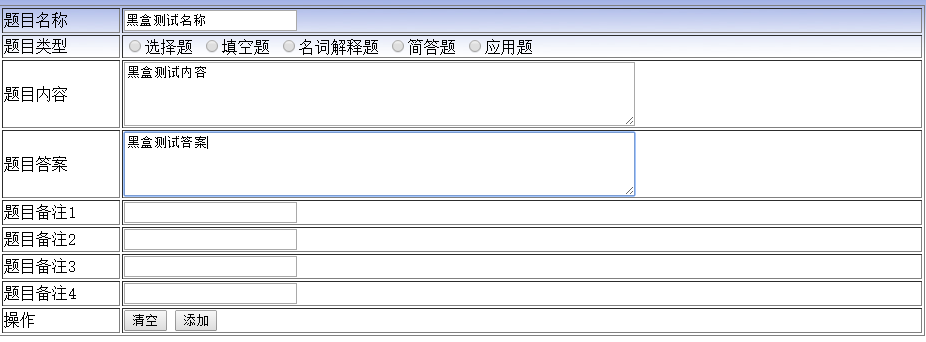 题目名称 黑盒测试名称
题目类型 选择题 填空题 名词解释题 简答题 应用题
题目内容 黑盒测试内容
题目答案 黑盒测试答案
题目备注1
题目备注2
题目备注3
题目备注4
操作 清空 添加